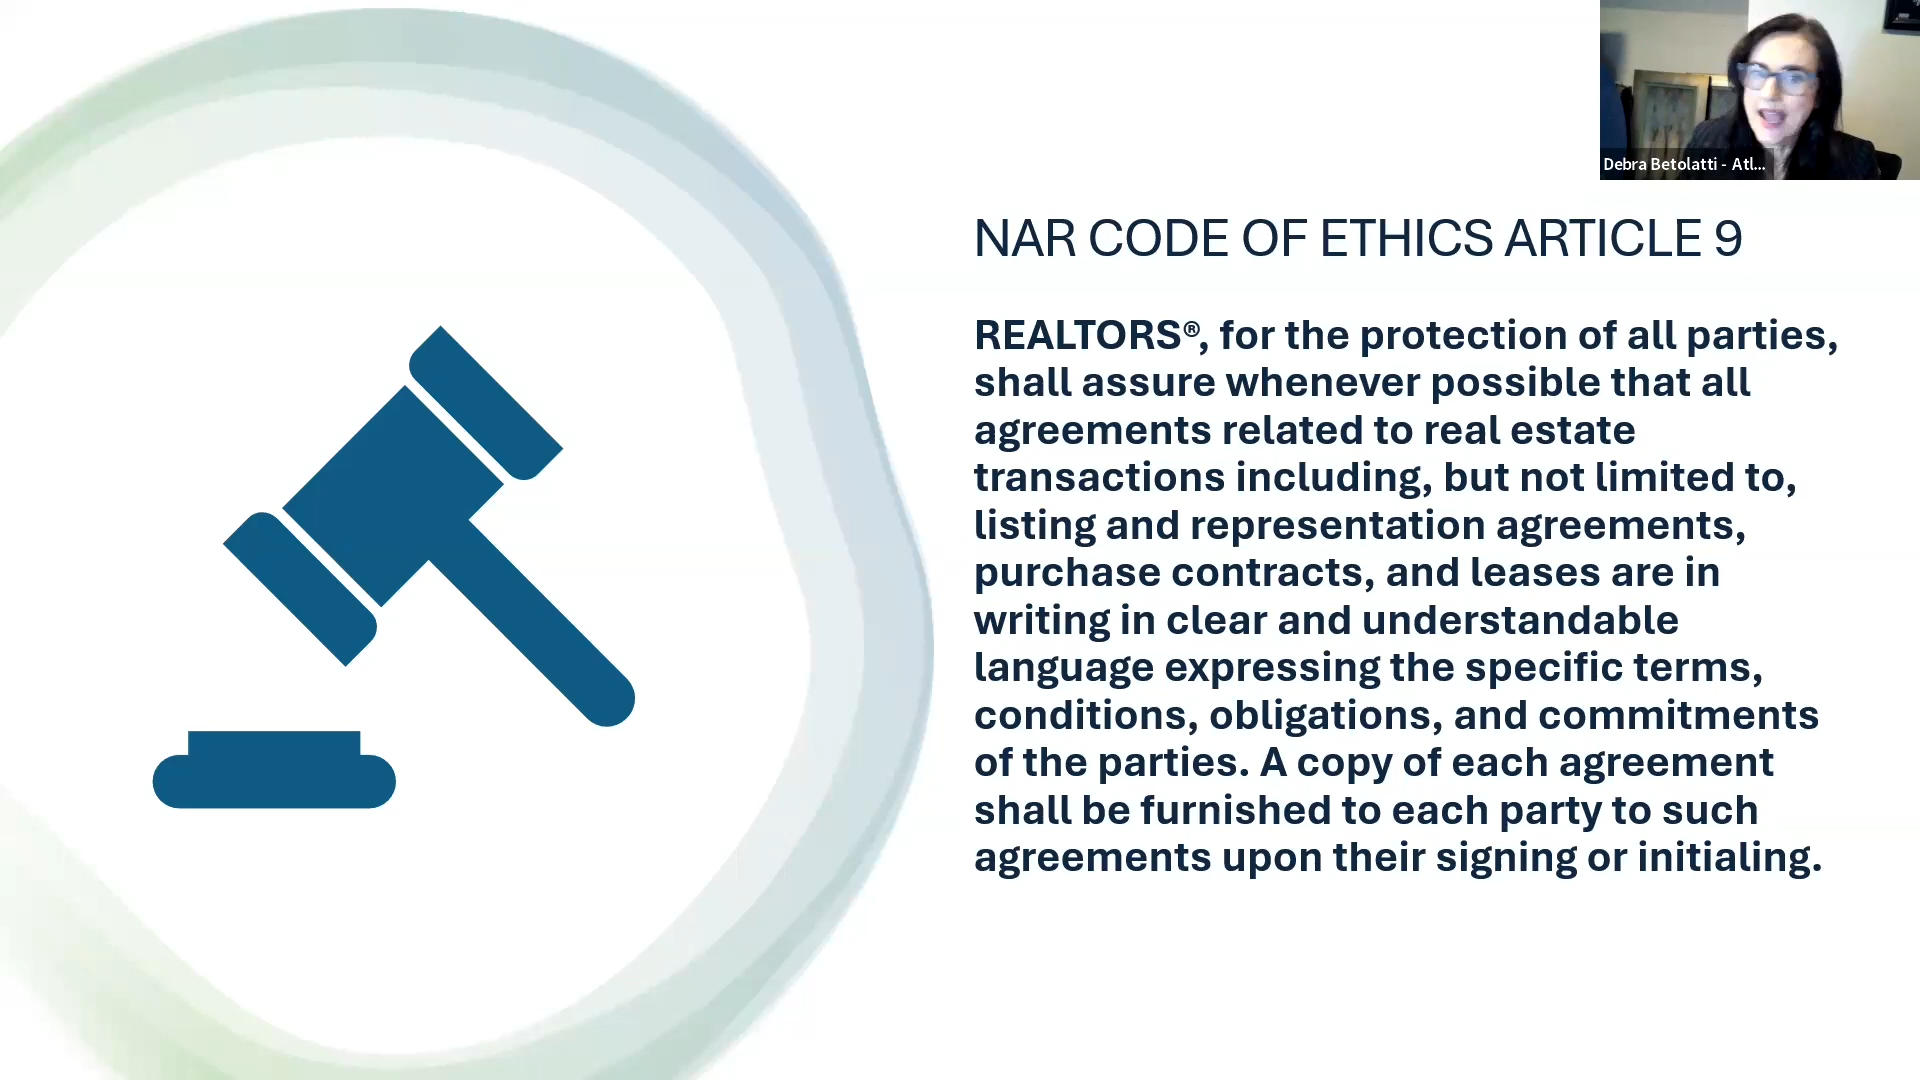 Debra Betolatti - Atl...
NAR CODE OF ETHICS ARTICLE 9
REALTORS®, for the protection of all parties,
shall assure whenever possible that all
agreements related to real estate
transactions including, but not limited to,
listing and representation agreements,
purchase contracts, and leases are in
writing in clear and understandable
language expressing the specific terms,
conditions, obligations, and commitments
of the parties. A copy of each agreement
shall be furnished to each party to such
agreements upon their signing or initialing.